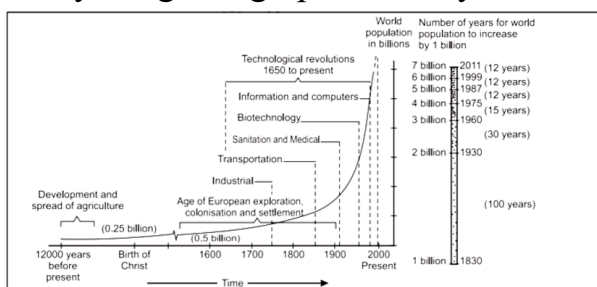 World
population
in billions
Number of years for world
population to increase
by 1 billion
Technological revolutions
1650 to present
Information and computers
Biotechnology
Sanitation and Medical
Transportation
Industrial
Development and
spread of agriculture
Age of European exploration,
colonisation and settlement
(0.25 billion)
(0.5 billion)
12000 years
before
present
Birth of
Christ
1600
1700
1800
1900
2000
Present
Time
7 billion 2011 (12 years)
6 billion 1999 (12 years)
5 billion 1987 (12 years)
4 billion 1975 (15 years)
3 billion 1960
(30 years)
2 billion 1930
(100 years)
1 billion 1830